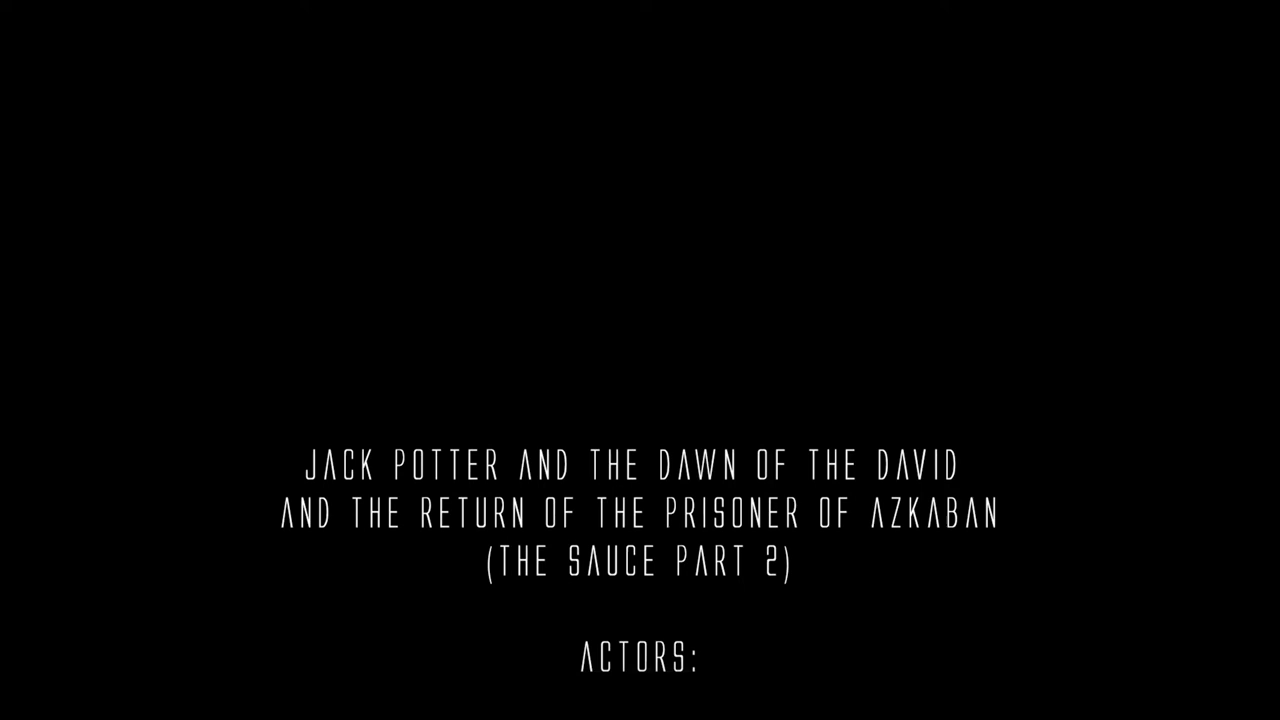 JACK POTTER AND THE DAWN OF THE DAVID
AND THE RETURN OF THE PRISONER OF AZKABAN
(THE SAUCE PART 2)
ACTORS: